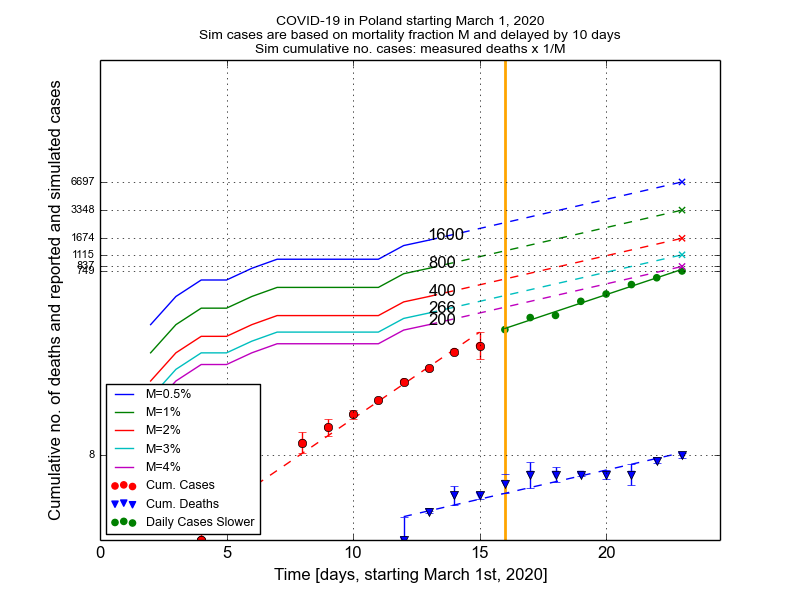 COVID-19 in Poland starting March 1, 2020
Sim cases are based on mortality fraction M and delayed by 10 days
Sim cumulative no. cases: measured deaths x 1/M
Cumulative no. of deaths and reported and simulated cases
6697
3348
1674
1115
837
749
8
1600
800
400
266
200
M=0.5%
M=1%
M=2%
M=3%
M=4%
Cum. Cases
Cum. Deaths
Daily Cases Slower
0 5 10 15 20
Time [days, starting March 1st, 2020]